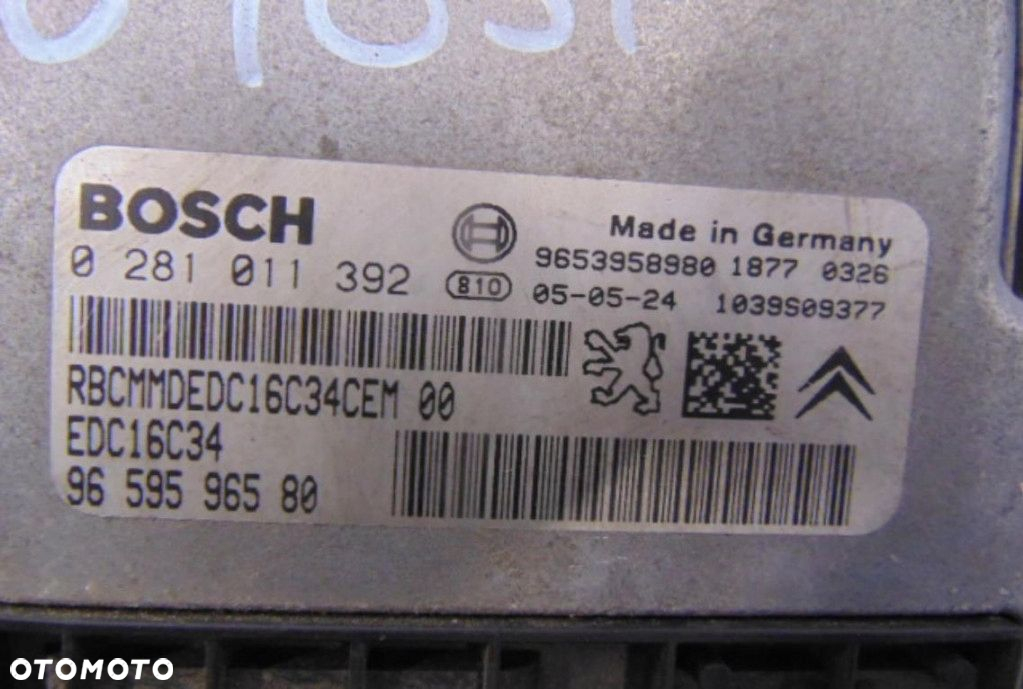 BOSCH
Made in Germany
0 281 011 392
9653958980 1877 0326
810 05-05-24 1039S09377
RBCMMDEDC16C34CEM 00
EDC16C34
96 595 965 80
OTOMOTO